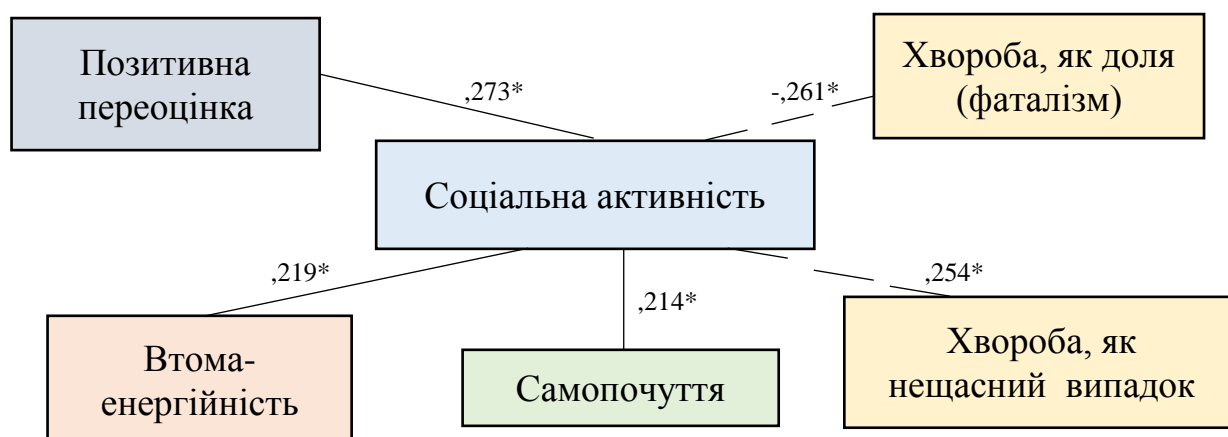 Позитивна
переоцінка
Хвороба, як доля
(фаталізм)
,273*
-,261*
Соціальна активність
,219*
,214*
,254*
Втома-
енергійність
Самопочуття
Хвороба, як
нещасний випадок